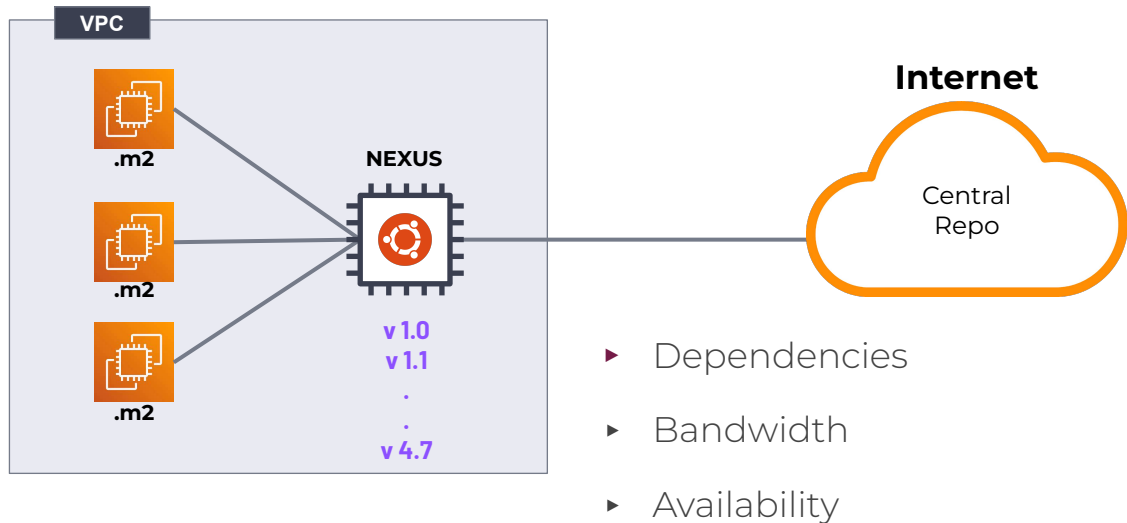 VPC
.m2
.m2
.m2
NEXUS
v 1.0
v 1.1
.
.
v 4.7
Internet
Central
Repo
▸ Dependencies
▸ Bandwidth
▸ Availability